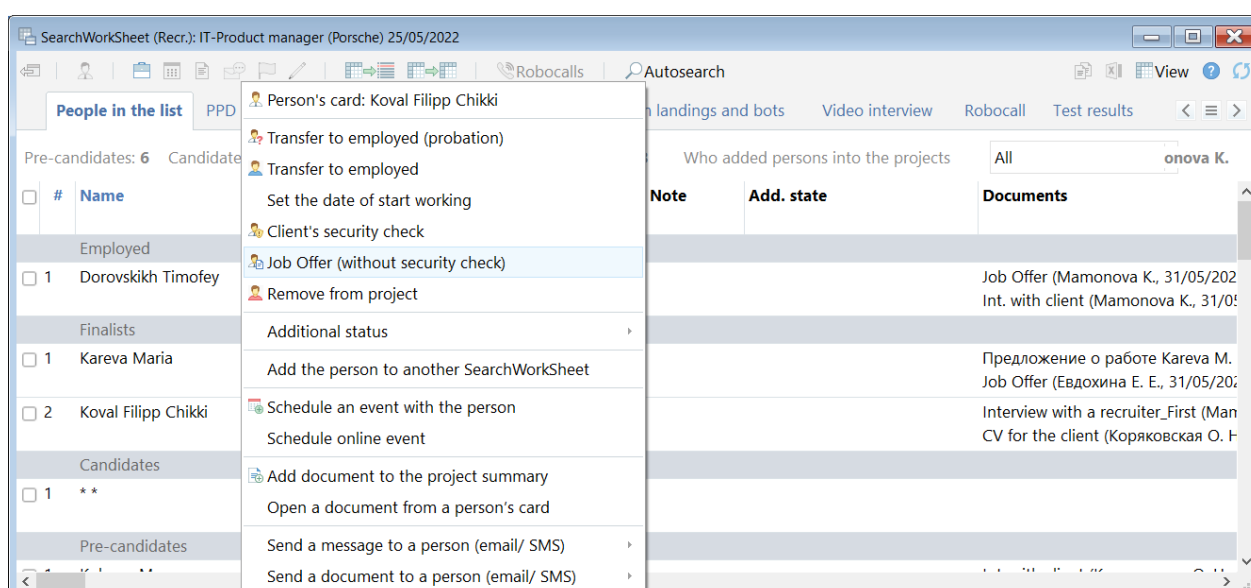 SearchWorkSheet (Recr.): IT-Product manager (Porsche) 25/05/2022
Robocalls Autosearch View ?
People in the list PPD landings and bots Video interview Robocall Test results
Pre-candidates: 6 Who added persons into the projects All onova K.
# Name Note Add. state Documents
Employed
1 Dorovskikh Timofey Job Offer (Mamonova K., 31/05/202
Int. with client (Mamonova K., 31/05
Finalists
1 Kareva Maria Предложение о работе Kareva M.
Job Offer (Евдохина Е. Е., 31/05/202
2 Koval Filipp Chikki Interview with a recruiter_First (Mam
CV for the client (Коряковская О. Н
Candidates
1 * *
Pre-candidates
Person's card: Koval Filipp Chikki
Transfer to employed (probation)
Transfer to employed
Set the date of start working
Client's security check
Job Offer (without security check)
Remove from project
Additional status
Add the person to another SearchWorkSheet
Schedule an event with the person
Schedule online event
Add document to the project summary
Open a document from a person's card
Send a message to a person (email/ SMS)
Send a document to a person (email/ SMS)